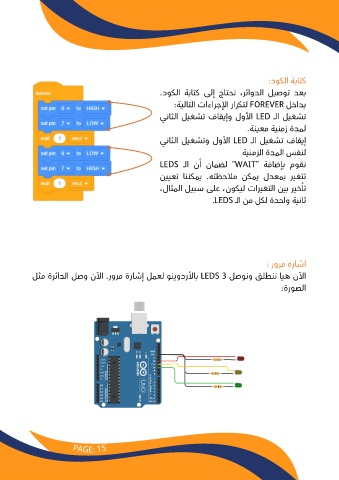 كتابة الكود:
بعد توصيل الدوائر، نحتاج إلى كتابة الكود.
بداخل FOREVER لتكرار الإجراءات التالية:
تشغيل الـ LED الأول وإيقاف تشغيل الثاني
لمدة زمنية معينة.
إيقاف تشغيل الـ LED الأول وتشغيل الثاني
لنفس المدة الزمنية
نقوم بإضافة "WAIT" لضمان أن الـ LEDS
تتغير بمعدل يمكن ملاحظته. يمكننا تعيين
تأخير بين التغييرات ليكون، على سبيل المثال،
ثانية واحدة لكل من الـ LEDS.
forever
set pin 6 to HIGH
set pin 7 to LOW
wait 1 secs
set pin 6 to LOW
set pin 7 to HIGH
wait 1 secs
اشاره مرور :
الآن هيا ننطلق ونوصل 3 LEDS بالأردوينو لعمل إشارة مرور. الآن وصل الدائرة مثل
الصورة:
UNO
PAGE: 15